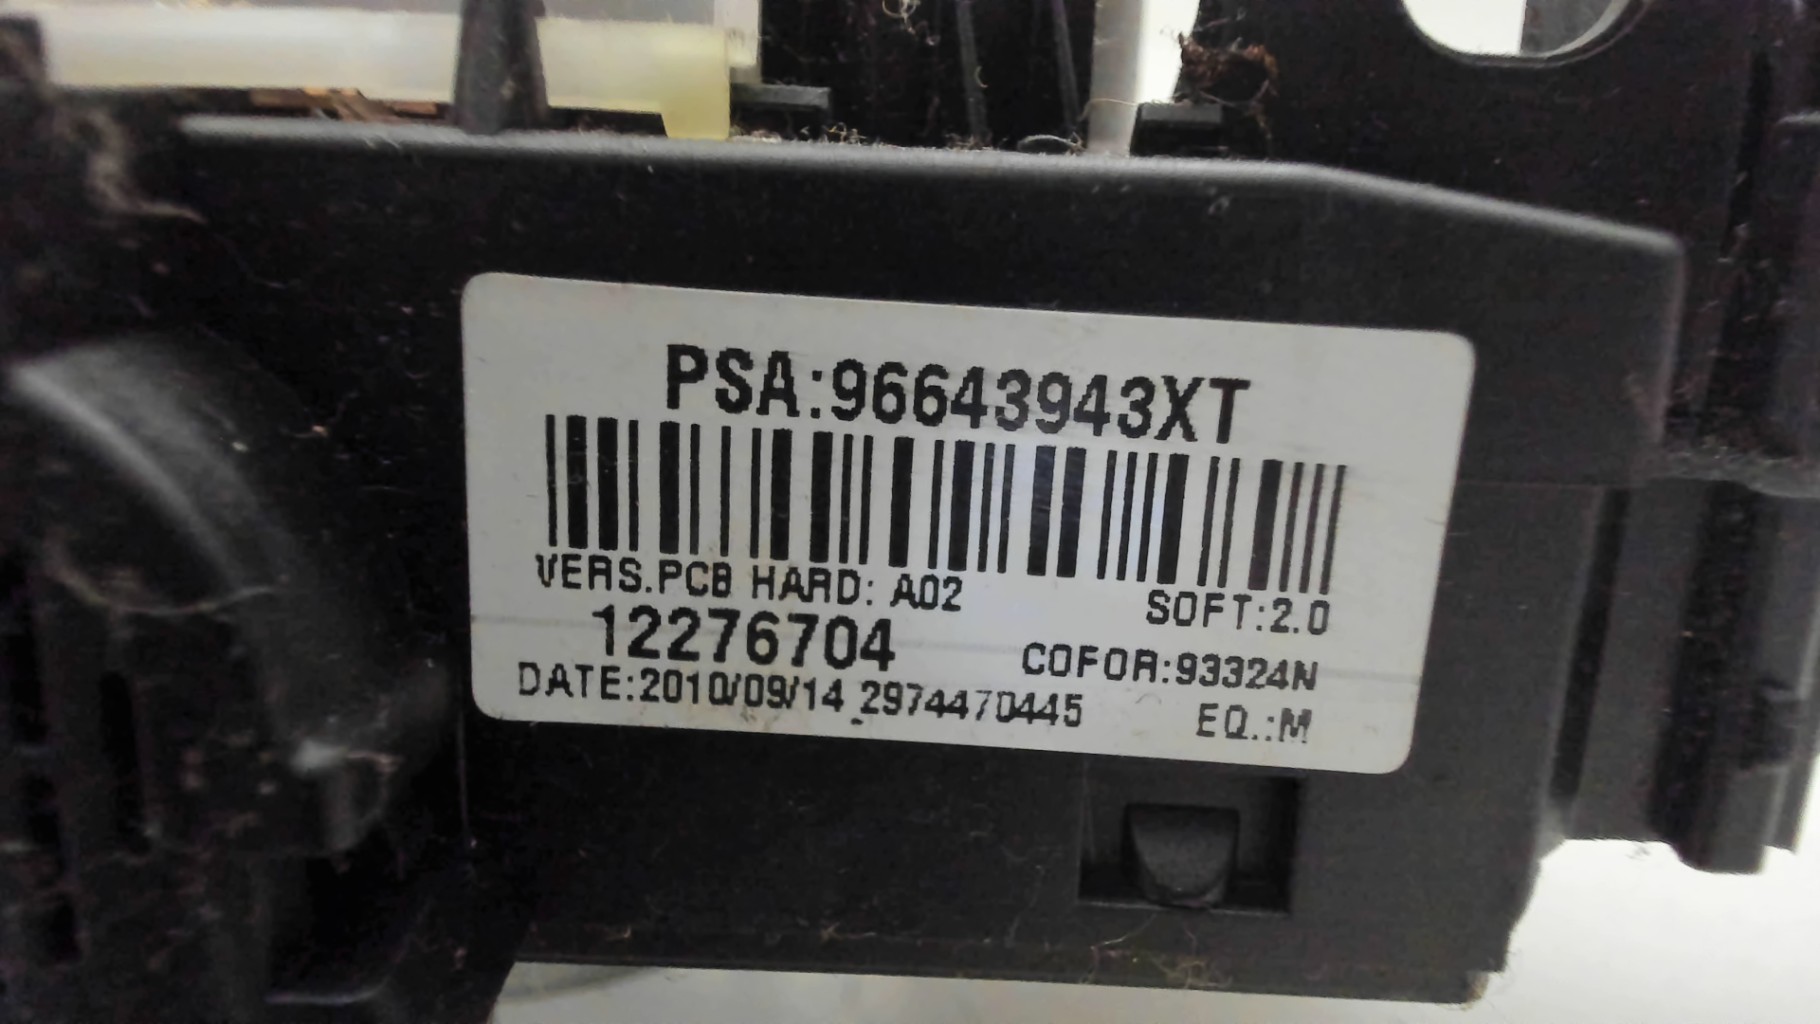 PSA:96643943XT
VERS.PCB HARD: A02 SOFT:2.0
12276704 COFOR:93324N
DATE:2010/09/14 2974470445 EQ.:M